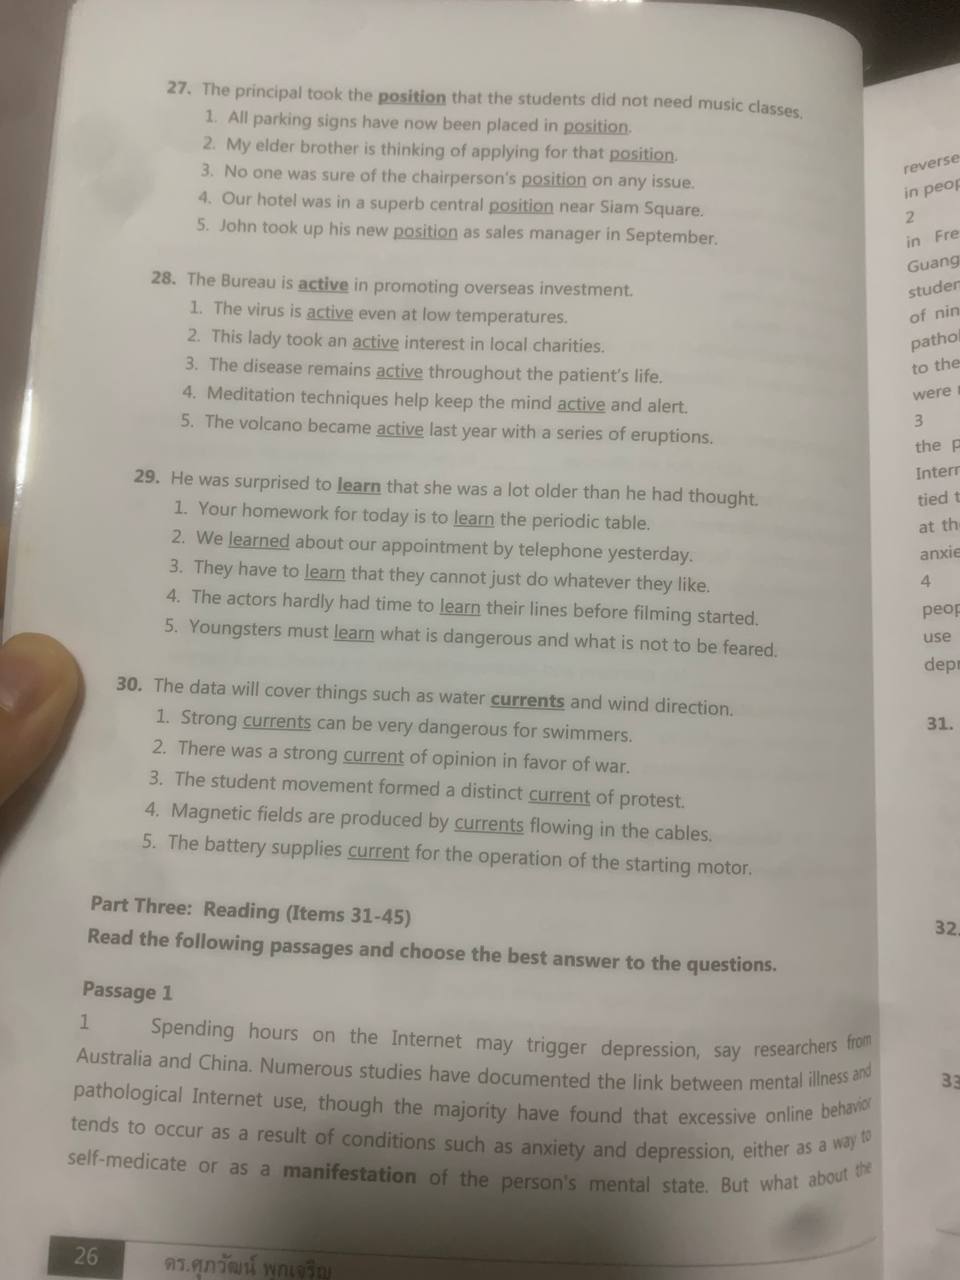 27. The principal took the position that the students did not need music classes.
1. All parking signs have now been placed in position.
2. My elder brother is thinking of applying for that position.
3. No one was sure of the chairperson's position on any issue.
4. Our hotel was in a superb central position near Siam Square.
5. John took up his new position as sales manager in September.
28. The Bureau is active in promoting overseas investment.
1. The virus is active even at low temperatures.
2. This lady took an active interest in local charities.
3. The disease remains active throughout the patient's life.
4. Meditation techniques help keep the mind active and alert.
5. The volcano became active last year with a series of eruptions.
29. He was surprised to learn that she was a lot older than he had thought.
1. Your homework for today is to learn the periodic table.
2. We learned about our appointment by telephone yesterday.
3. They have to learn that they cannot just do whatever they like.
4. The actors hardly had time to learn their lines before filming started.
5. Youngsters must learn what is dangerous and what is not to be feared.
30. The data will cover things such as water currents and wind direction.
1. Strong currents can be very dangerous for swimmers.
2. There was a strong current of opinion in favor of war.
3. The student movement formed a distinct current of protest.
4. Magnetic fields are produced by currents flowing in the cables.
5. The battery supplies current for the operation of the starting motor.
Part Three: Reading (Items 31-45)
Read the following passages and choose the best answer to the questions.
Passage 1
1 Spending hours on the Internet may trigger depression, say researchers from
Australia and China. Numerous studies have documented the link between mental illness and
pathological Internet use, though the majority have found that excessive online behavior
tends to occur as a result of conditions such as anxiety and depression, either as a way to
self-medicate or as a manifestation of the person's mental state. But what about the
26 ดร.ศุภวัฒน์ พุกเจริญ
reverse
in
2
in
of
to the
were
3
the
tied
at
4
use
31.
32.
33